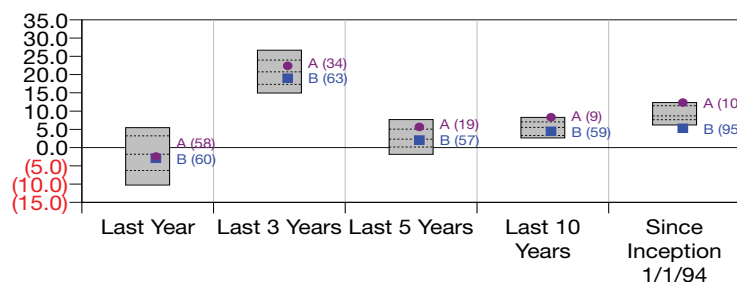 35.0
30.0
25.0
20.0
15.0
10.0
5.0
0.0
(5.0)
(10.0)
(15.0)
A (58)
B (60)
A (34)
B (63)
A (19)
B (57)
A (9)
B (59)
A (10
B (95
Last Year
Last 3 Years
Last 5 Years
Last 10
Years
Since
Inception
1/1/94